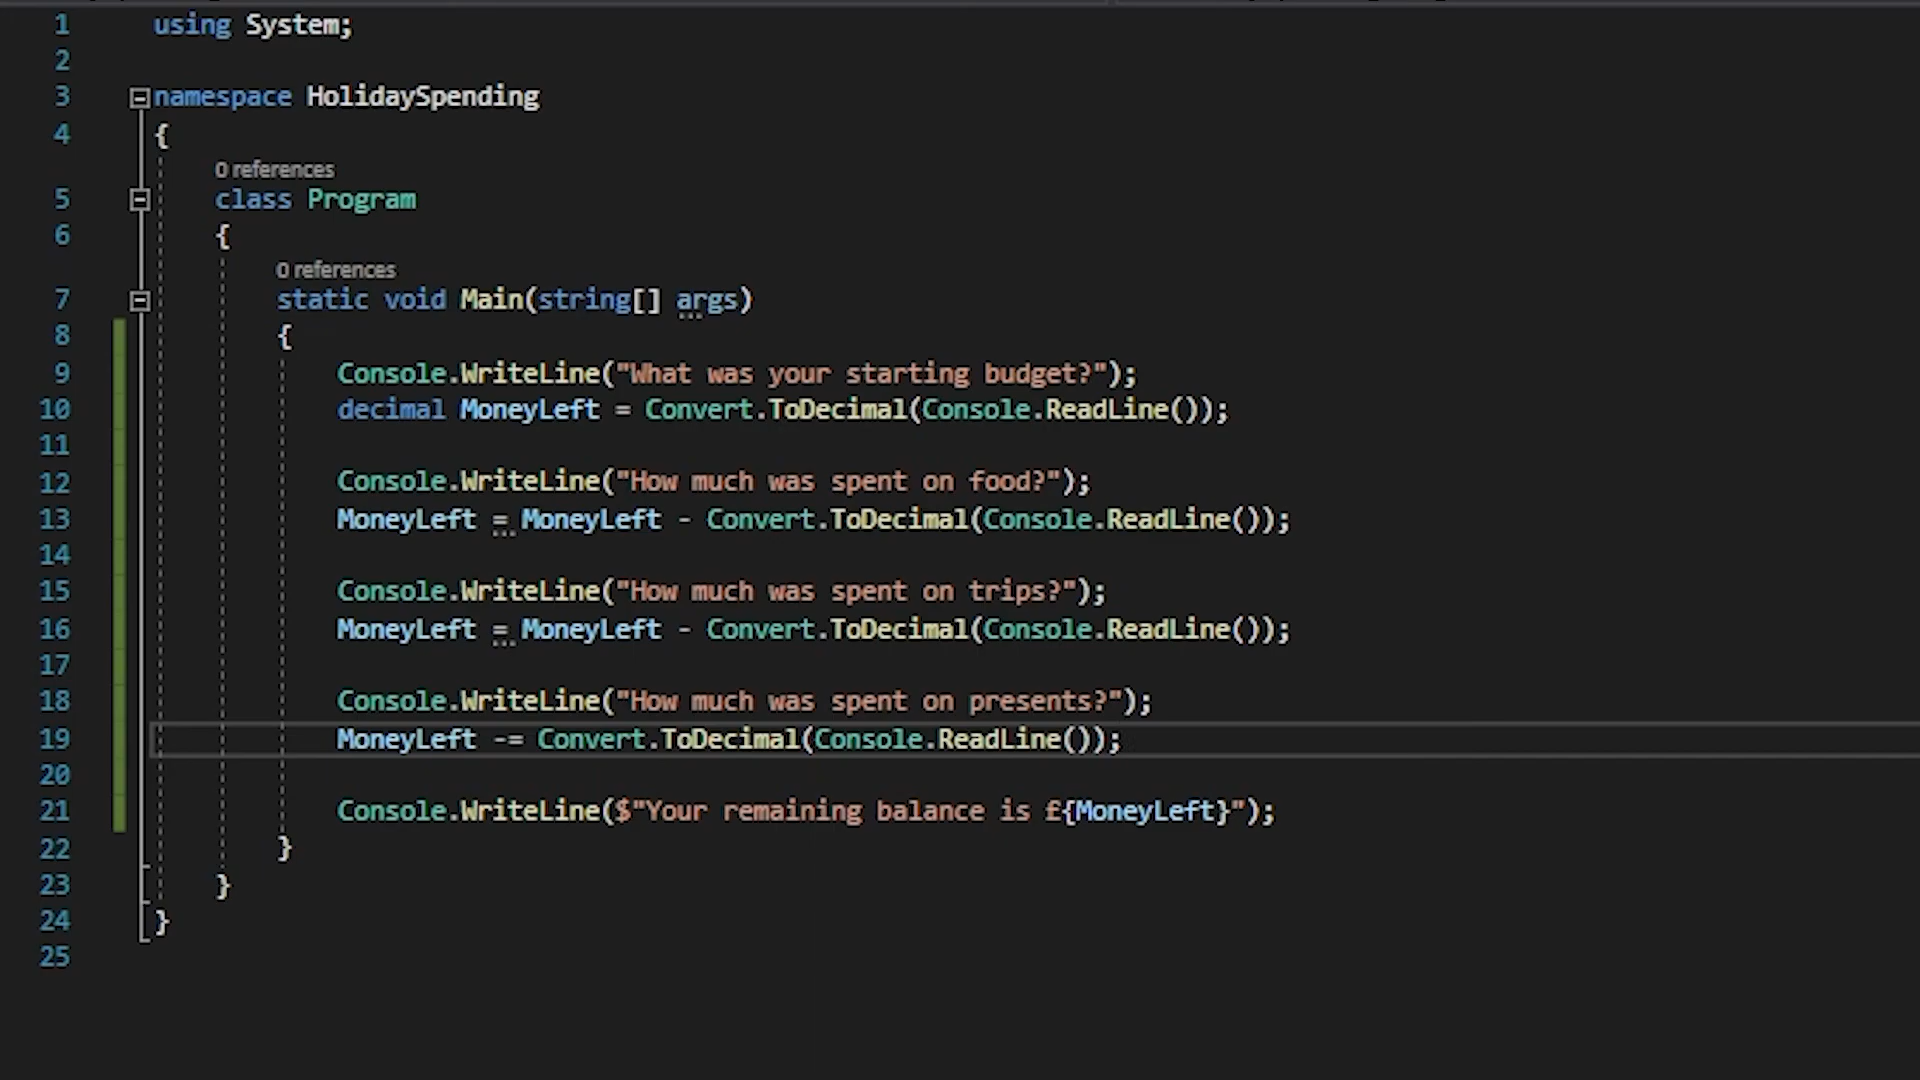 1 using System;
2
3 namespace HolidaySpending
4 {
0 references
5 class Program
6 {
0 references
7 static void Main(string[] args)
8 {
9 Console.WriteLine("What was your starting budget?");
10 decimal MoneyLeft = Convert.ToDecimal(Console.ReadLine());
11
12 Console.WriteLine("How much was spent on food?");
13 MoneyLeft = MoneyLeft - Convert.ToDecimal(Console.ReadLine());
14
15 Console.WriteLine("How much was spent on trips?");
16 MoneyLeft = MoneyLeft - Convert.ToDecimal(Console.ReadLine());
17
18 Console.WriteLine("How much was spent on presents?");
19 MoneyLeft -= Convert.ToDecimal(Console.ReadLine());
20
21 Console.WriteLine($"Your remaining balance is £{MoneyLeft}");
22 }
23 }
24 }
25